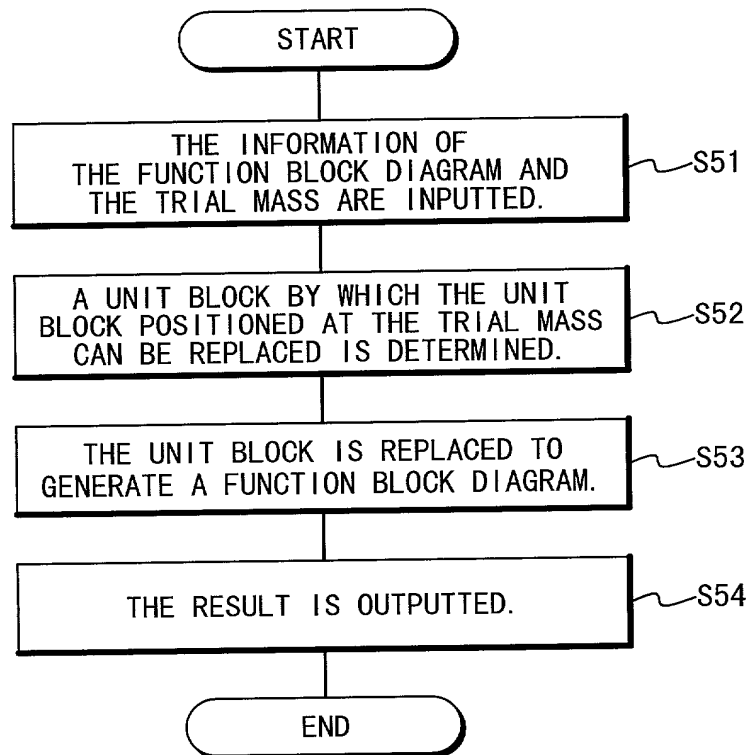 START
THE INFORMATION OF
THE FUNCTION BLOCK DIAGRAM AND
THE TRIAL MASS ARE INPUTTED.
S51
A UNIT BLOCK BY WHICH THE UNIT
BLOCK POSITIONED AT THE TRIAL MASS
CAN BE REPLACED IS DETERMINED.
S52
THE UNIT BLOCK IS REPLACED TO
GENERATE A FUNCTION BLOCK DIAGRAM.
S53
THE RESULT IS OUTPUTTED.
S54
END